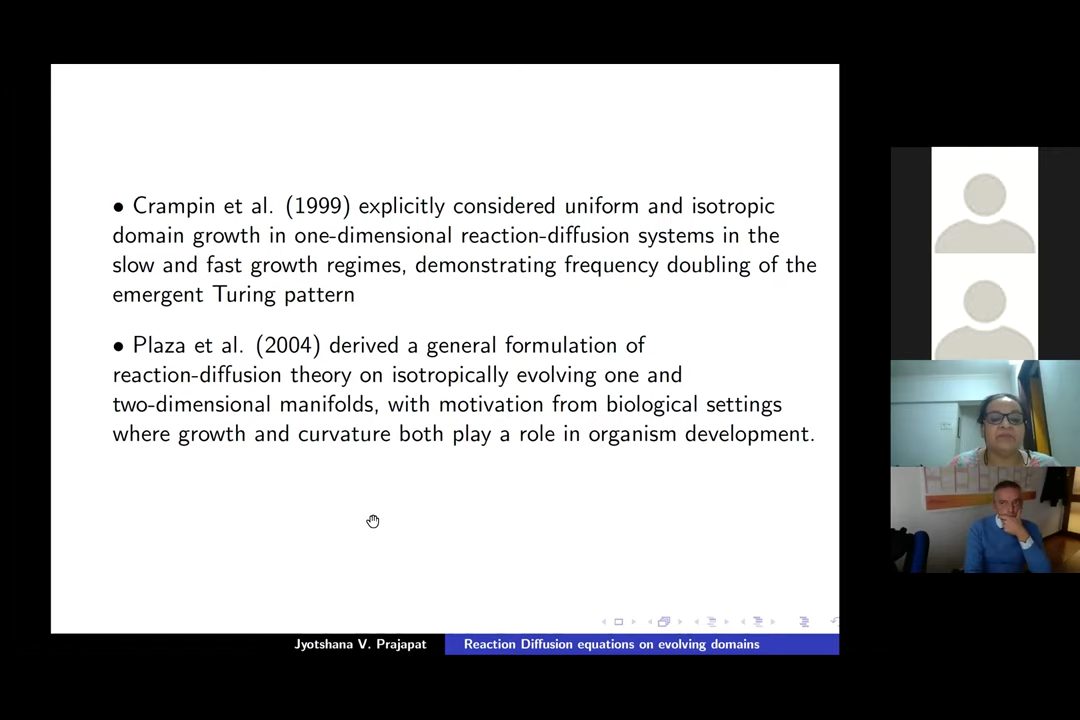 • Crampin et al. (1999) explicitly considered uniform and isotropic
domain growth in one-dimensional reaction-diffusion systems in the
slow and fast growth regimes, demonstrating frequency doubling of the
emergent Turing pattern
• Plaza et al. (2004) derived a general formulation of
reaction-diffusion theory on isotropically evolving one and
two-dimensional manifolds, with motivation from biological settings
where growth and curvature both play a role in organism development.
Jyotshana V. Prajapat
Reaction Diffusion equations on evolving domains